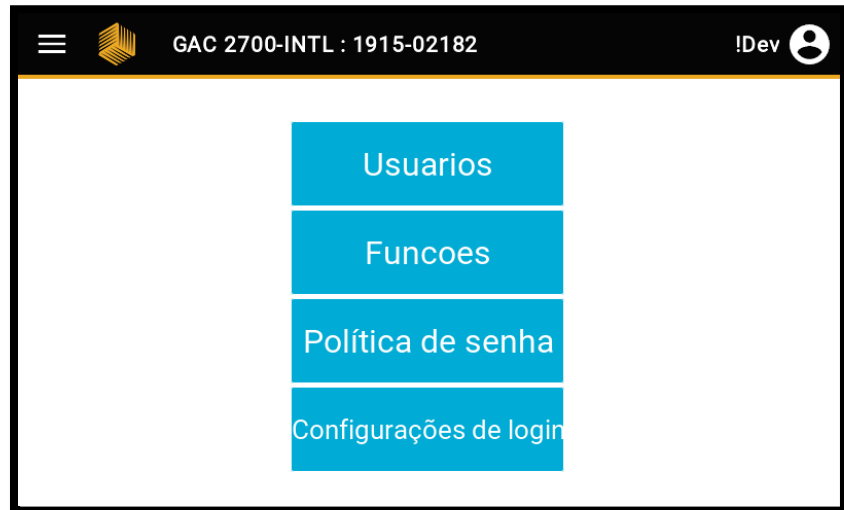 GAC 2700-INTL : 1915-02182
!Dev
Usuarios
Funcoes
Política de senha
Configurações de login